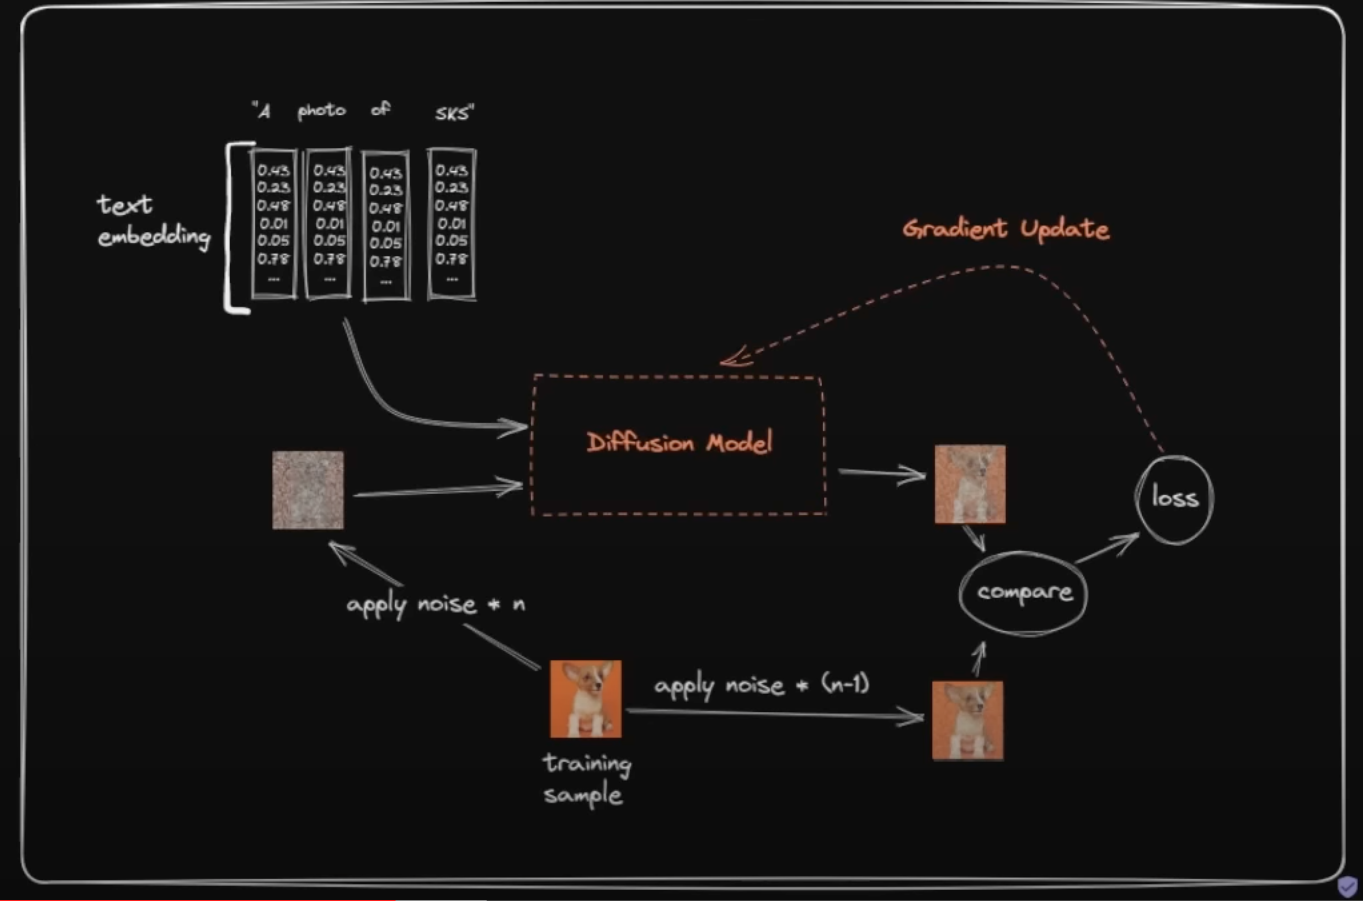 "A photo of SKS"
0.43 0.43 0.43 0.43
0.23 0.23 0.23 0.23
0.48 0.48 0.48 0.48
0.01 0.01 0.01 0.01
0.05 0.05 0.05 0.05
0.78 0.78 0.78 0.78
... ... ... ...
text
embedding
Gradient Update
Diffusion Model
loss
compare
apply noise * n
apply noise * (n-1)
training
sample